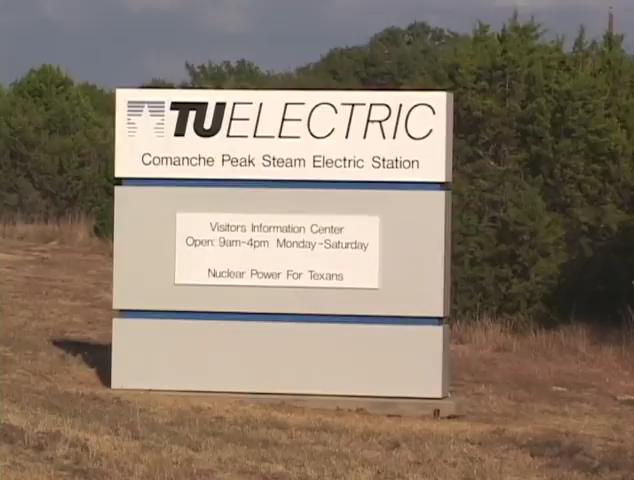 TUELECTRIC
Comanche Peak Steam Electric Station
Visitors Information Center
Open: 9am-4pm Monday-Saturday
Nuclear Power For Texans